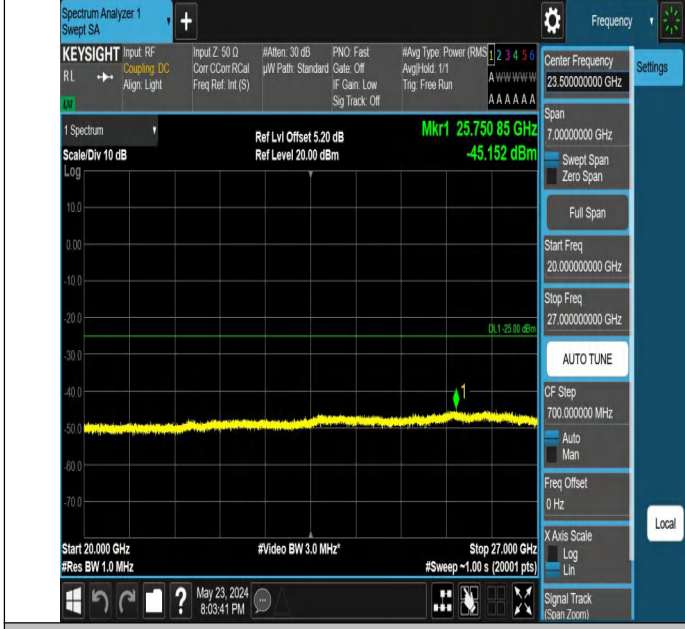 Spectrum Analyzer 1
Swept SA
+
Frequency
KEYSIGHT Input: RF Input Z: 50 Ω #Atten: 30 dB PNO: Fast #Avg Type: Power (RMS 1 2 3 4 5 6
RL Coupling: DC Corr CCorr RCal µW Path: Standard Gate: Off Avg|Hold: 1/1 A W W W W W
Align: Light Freq Ref: Int (S) IF Gain: Low Trig: Free Run
LXI Sig Track: Off A A A A A A
1 Spectrum
Ref Lvl Offset 5.20 dB Mkr1 25.750 85 GHz
Scale/Div 10 dB Ref Level 20.00 dBm -45.152 dBm
Log
10.0
0.00
-10.0
-20.0
DL1 -25.00 dBm
-30.0
-40.0
1
-50.0
-60.0
-70.0
Start 20.000 GHz #Video BW 3.0 MHz* Stop 27.000 GHz
#Res BW 1.0 MHz #Sweep ~1.00 s (20001 pts)
May 23, 2024
8:03:41 PM
?
Center Frequency
23.500000000 GHz
Settings
Span
7.00000000 GHz
Swept Span
Zero Span
Full Span
Start Freq
20.000000000 GHz
Stop Freq
27.000000000 GHz
AUTO TUNE
CF Step
700.000000 MHz
Auto
Man
Freq Offset
0 Hz
Local
X Axis Scale
Log
Lin
Signal Track
(Span Zoom)